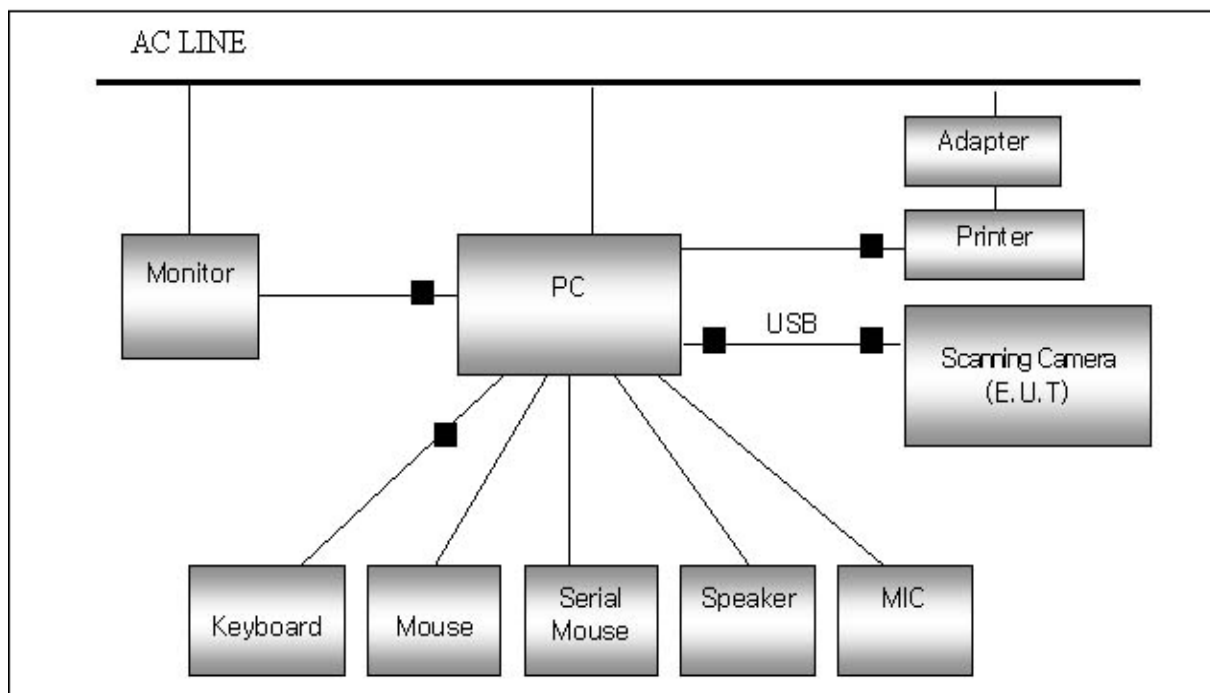 AC LINE
Adapter
Printer
Monitor
PC
USB
Scanning Camera
(E. U. T)
Keyboard
Mouse
Serial
Mouse
Speaker
MIC